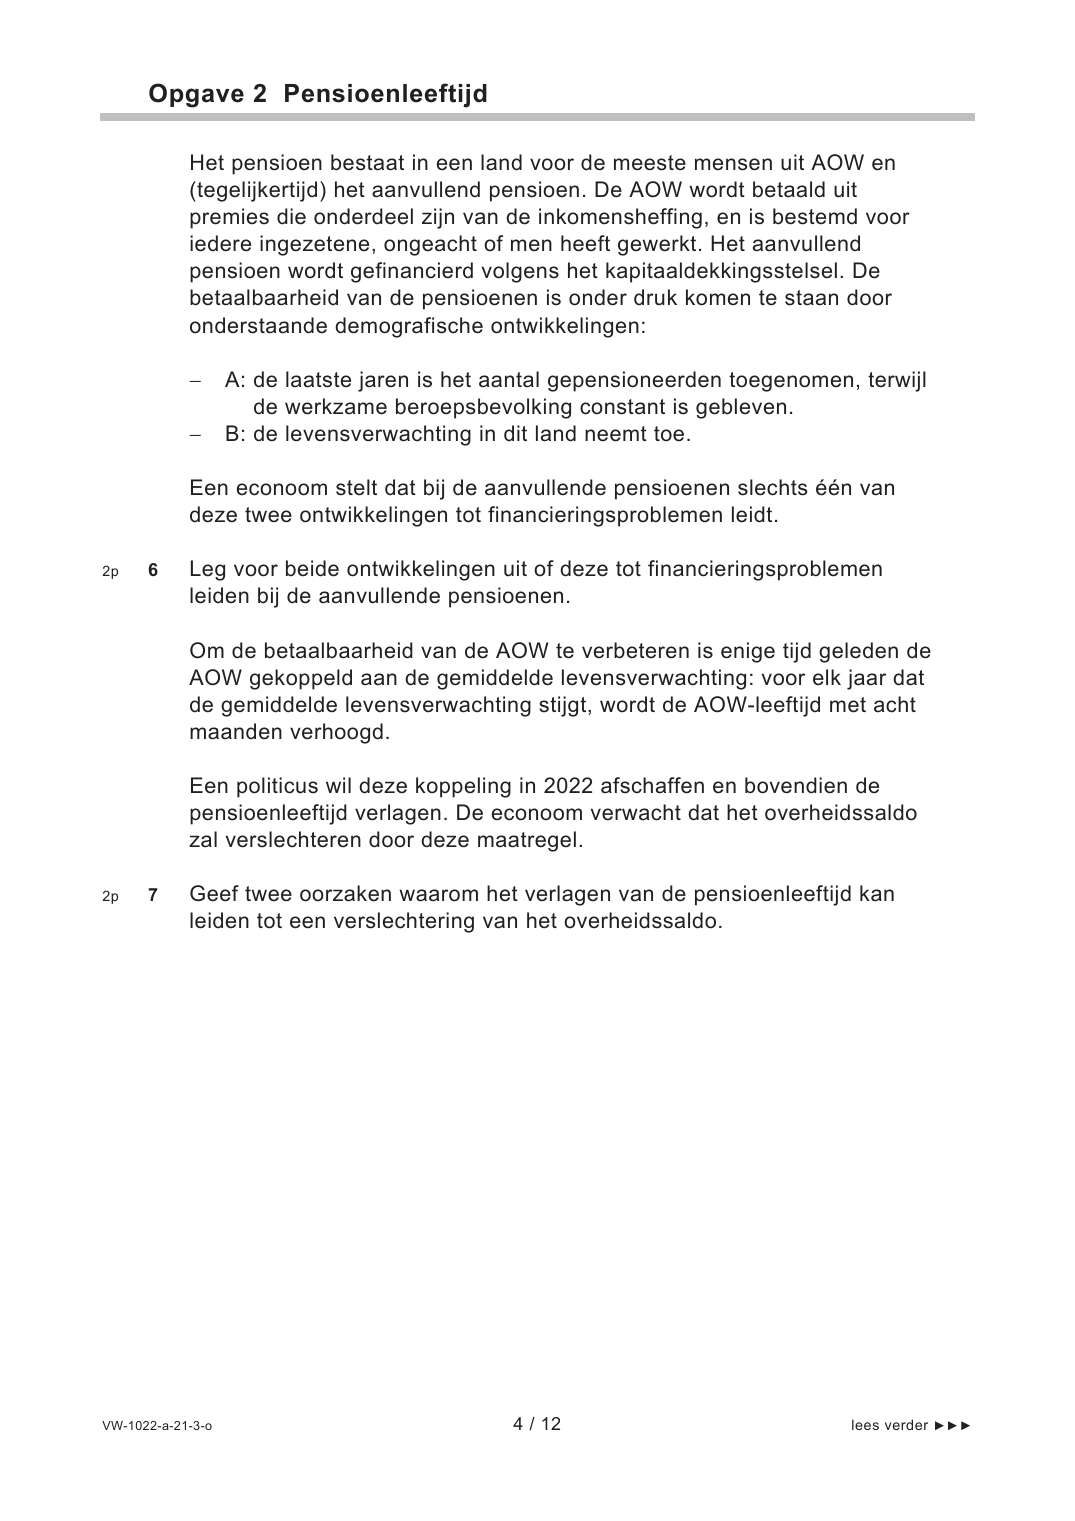 Opgave 2 Pensioenleeftijd
Het pensioen bestaat in een land voor de meeste mensen uit AOW en
(tegelijkertijd) het aanvullend pensioen. De AOW wordt betaald uit
premies die onderdeel zijn van de inkomensheffing, en is bestemd voor
iedere ingezetene, ongeacht of men heeft gewerkt. Het aanvullend
pensioen wordt gefinancierd volgens het kapitaaldekkingsstelsel. De
betaalbaarheid van de pensioenen is onder druk komen te staan door
onderstaande demografische ontwikkelingen:
– A: de laatste jaren is het aantal gepensioneerden toegenomen, terwijl
de werkzame beroepsbevolking constant is gebleven.
– B: de levensverwachting in dit land neemt toe.
Een econoom stelt dat bij de aanvullende pensioenen slechts één van
deze twee ontwikkelingen tot financieringsproblemen leidt.
2p 6 Leg voor beide ontwikkelingen uit of deze tot financieringsproblemen
leiden bij de aanvullende pensioenen.
Om de betaalbaarheid van de AOW te verbeteren is enige tijd geleden de
AOW gekoppeld aan de gemiddelde levensverwachting: voor elk jaar dat
de gemiddelde levensverwachting stijgt, wordt de AOW-leeftijd met acht
maanden verhoogd.
Een politicus wil deze koppeling in 2022 afschaffen en bovendien de
pensioenleeftijd verlagen. De econoom verwacht dat het overheidssaldo
zal verslechteren door deze maatregel.
2p 7 Geef twee oorzaken waarom het verlagen van de pensioenleeftijd kan
leiden tot een verslechtering van het overheidssaldo.
VW-1022-a-21-3-o 4 / 12 lees verder ►►►